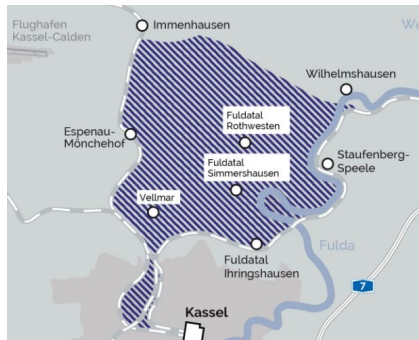 Flughafen
Kassel-Calden
Immenhausen
Wilhelmshausen
Fuldatal
Rothwesten
Espenau-
Mönchehof
Fuldatal
Simmershausen
Staufenberg-
Speele
Vellmar
Fulda
Fuldatal
Ihringshausen
7
Kassel